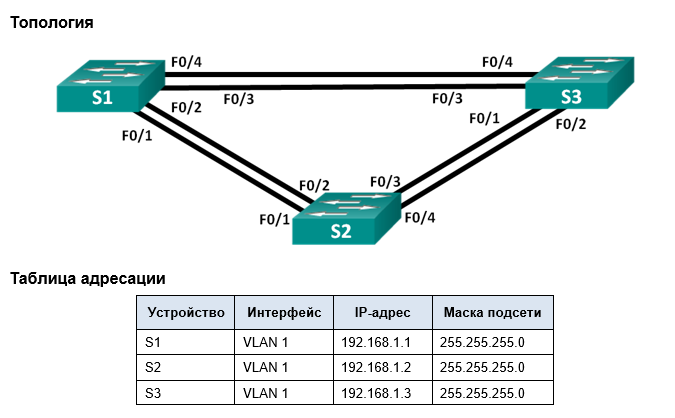 Топология
F0/4 F0/4
S1 F0/3 F0/3 S3
F0/2 F0/1
F0/1 F0/2
F0/2 F0/3
F0/1 F0/4
S2
Таблица адресации
Устройство Интерфейс IP-адрес Маска подсети
S1 VLAN 1 192.168.1.1 255.255.255.0
S2 VLAN 1 192.168.1.2 255.255.255.0
S3 VLAN 1 192.168.1.3 255.255.255.0